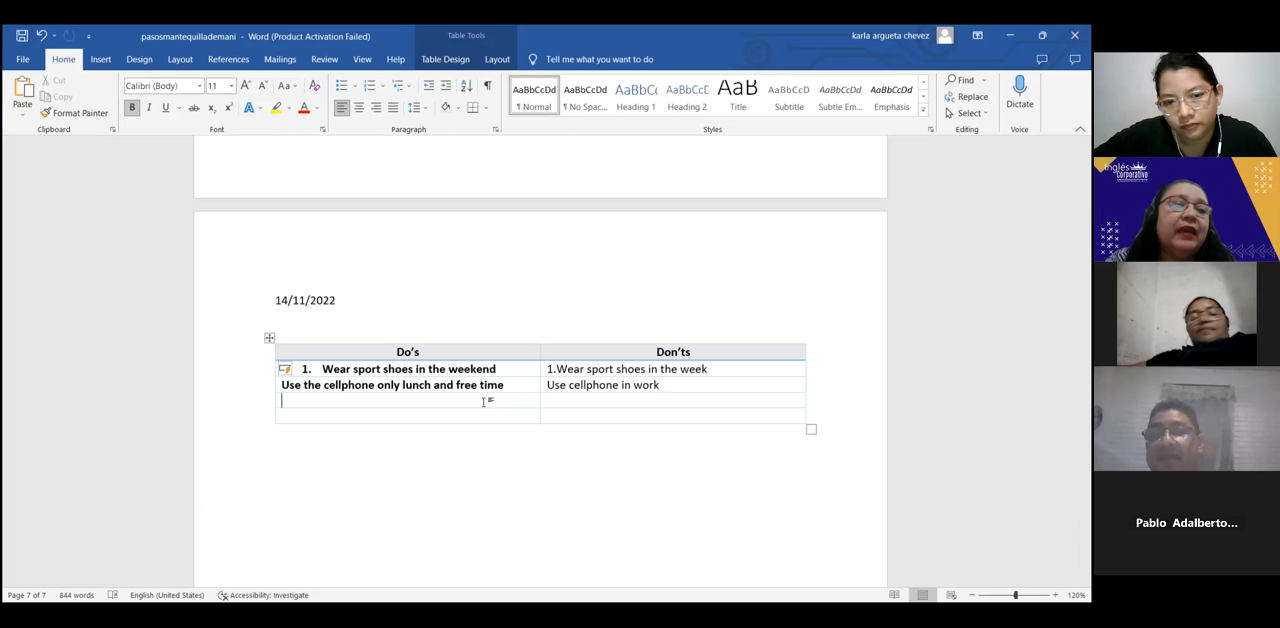 pasosmantequillademani - Word (Product Activation Failed)
Table Tools
karla argueta chevez
File Home Insert Design Layout References Mailings Review View Help Table Design Layout Tell me what you want to do
Paste
Cut
Copy
Format Painter
Clipboard
Calibri (Body) 11
Font
Paragraph
AaBbCcDd AaBbCcDd AaBbCc AaBbCcD AaB AaBbCcD AaBbCcDd AaBbCcDd
¶ Normal ¶ No Spac... Heading 1 Heading 2 Title Subtitle Subtle Em... Emphasis
Styles
Find
Replace
Select
Editing
Dictate
Voice
14/11/2022
Do's Don'ts
1. Wear sport shoes in the weekend 1.Wear sport shoes in the week
Use the cellphone only lunch and free time Use cellphone in work
Page 7 of 7 844 words English (United States) Accessibility: Investigate 120%
Inglés
Corporativo
Pablo Adalberto...